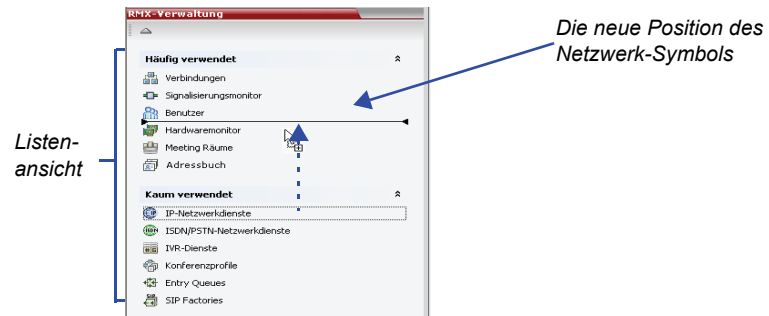 RMX-Verwaltung
Die neue Position des
Netzwerk-Symbols
Häufig verwendet
Verbindungen
Signalisierungsmonitor
Benutzer
Hardwaremonitor
Meeting Räume
Adressbuch
Listen-
ansicht
Kaum verwendet
IP-Netzwerkdienste
ISDN/PSTN-Netzwerkdienste
IVR-Dienste
Konferenzprofile
Entry Queues
SIP Factories